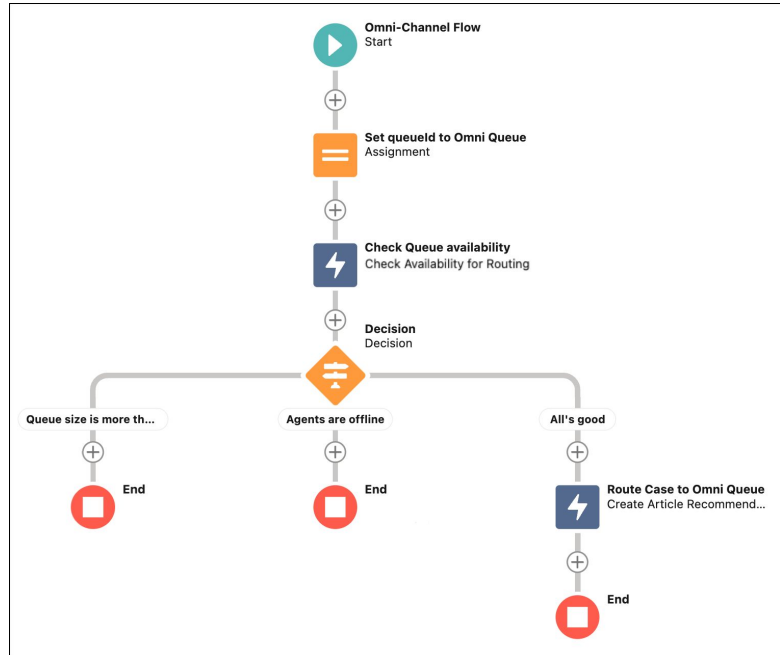 Omni-Channel Flow
Start
Set queueId to Omni Queue
Assignment
Check Queue availability
Check Availability for Routing
Decision
Decision
Queue size is more th...
Agents are offline
All's good
End
End
Route Case to Omni Queue
Create Article Recommend...
End